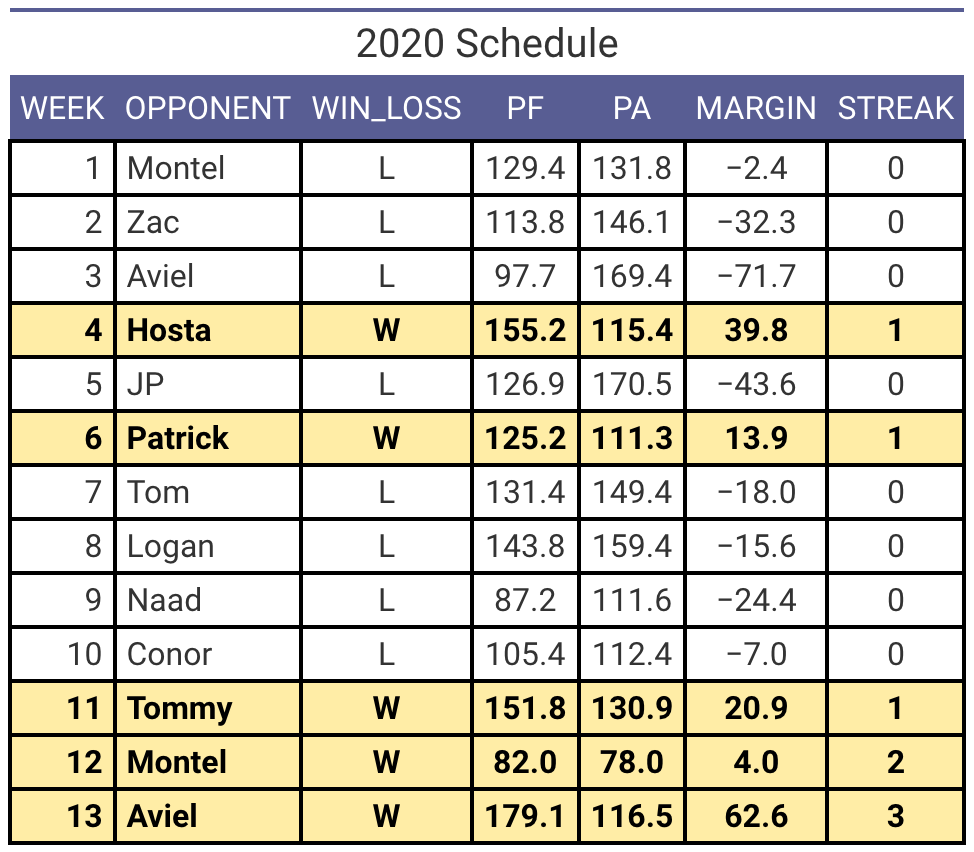 2020 Schedule
WEEK OPPONENT WIN_LOSS PF PA MARGIN STREAK
1 Montel L 129.4 131.8 −2.4 0
2 Zac L 113.8 146.1 −32.3 0
3 Aviel L 97.7 169.4 −71.7 0
4 Hosta W 155.2 115.4 39.8 1
5 JP L 126.9 170.5 −43.6 0
6 Patrick W 125.2 111.3 13.9 1
7 Tom L 131.4 149.4 −18.0 0
8 Logan L 143.8 159.4 −15.6 0
9 Naad L 87.2 111.6 −24.4 0
10 Conor L 105.4 112.4 −7.0 0
11 Tommy W 151.8 130.9 20.9 1
12 Montel W 82.0 78.0 4.0 2
13 Aviel W 179.1 116.5 62.6 3